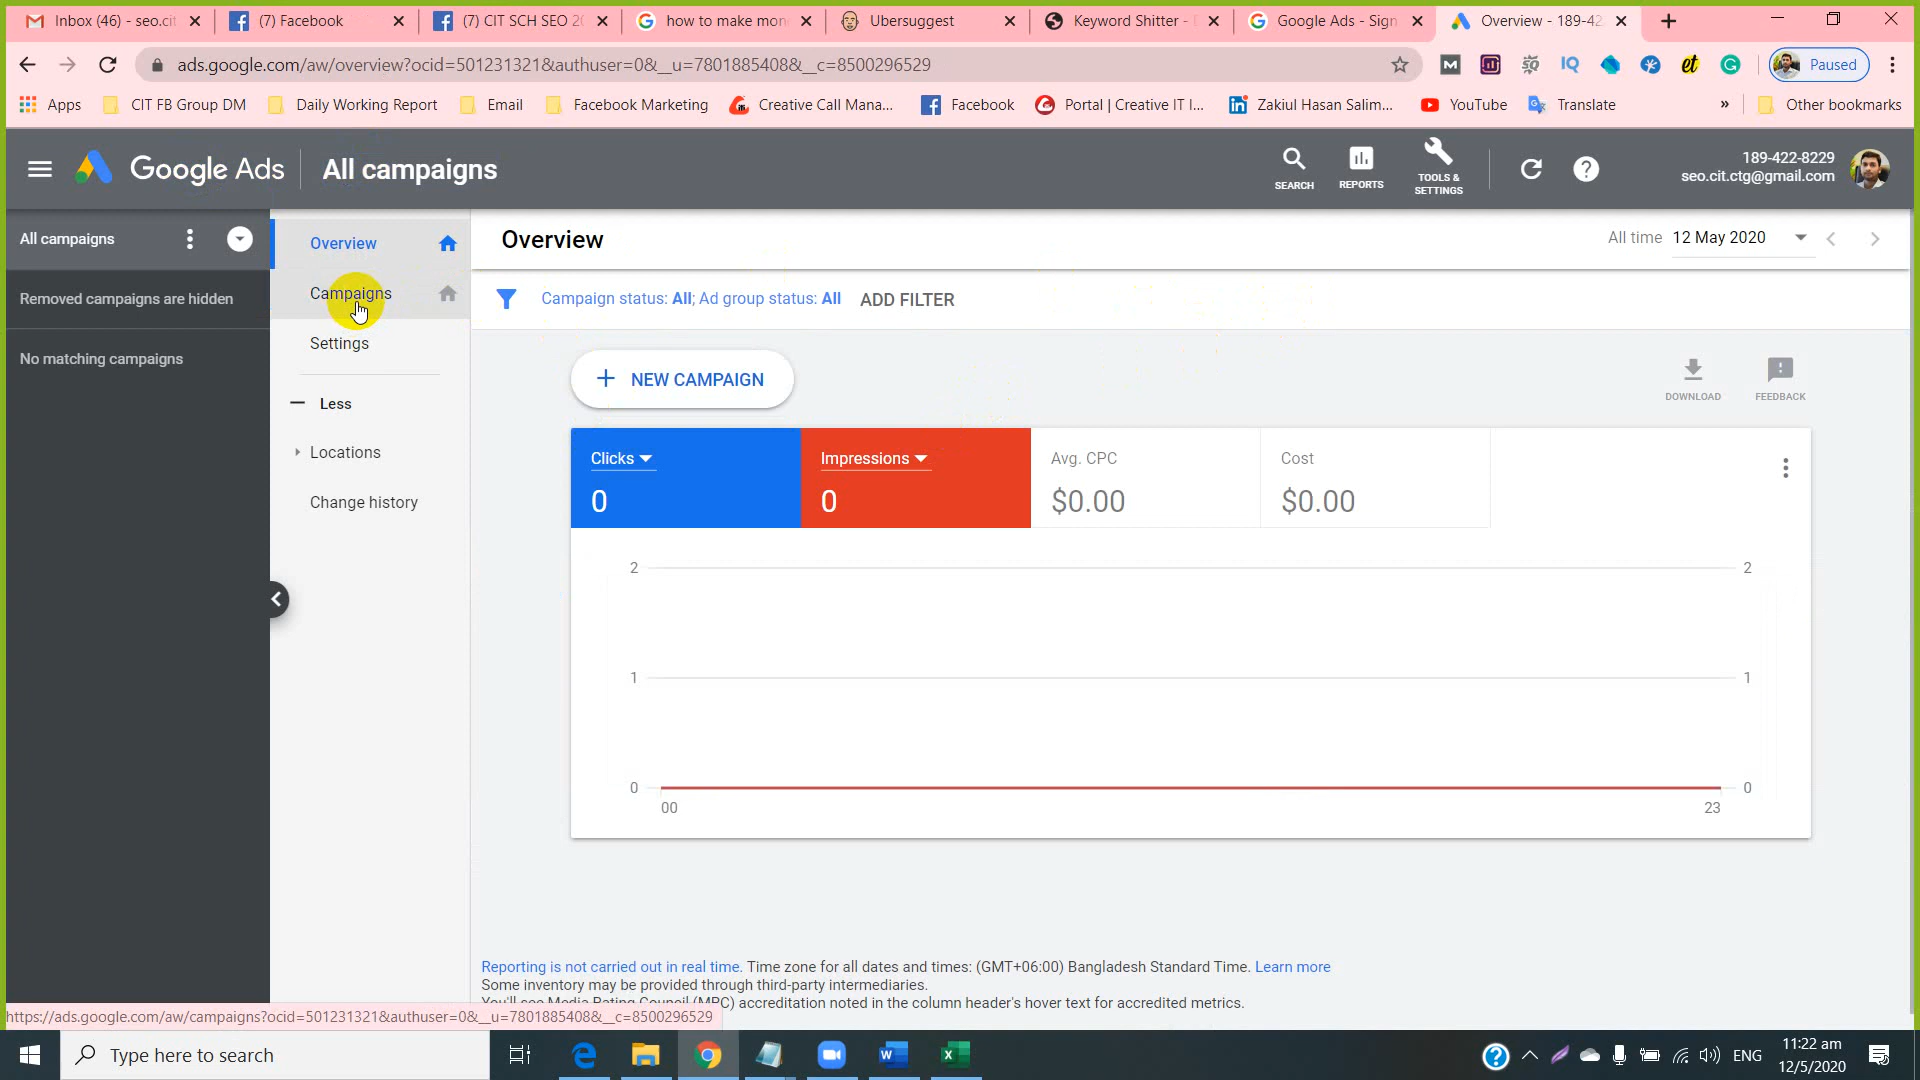 Inbox (46) - seo.cit
(7) Facebook
(7) CIT SCH SEO 20
how to make mon
Ubersuggest
Keyword Shitter -
Google Ads - Sign
Overview - 189-42
ads.google.com/aw/overview?ocid=501231321&authuser=0&__u=7801885408&__c=8500296529
Paused
Apps
CIT FB Group DM
Daily Working Report
Email
Facebook Marketing
Creative Call Mana...
Facebook
Portal | Creative IT I...
Zakiul Hasan Salim...
YouTube
Translate
»
Other bookmarks
Google Ads
All campaigns
SEARCH
REPORTS
TOOLS &
SETTINGS
189-422-8229
seo.cit.ctg@gmail.com
All campaigns
Removed campaigns are hidden
No matching campaigns
Overview
Campaigns
Settings
Less
Locations
Change history
Overview
All time 12 May 2020
Campaign status: All; Ad group status: All ADD FILTER
+ NEW CAMPAIGN
DOWNLOAD
FEEDBACK
Clicks
0
Impressions
0
Avg. CPC
$0.00
Cost
$0.00
2 2
1 1
0 0
00 23
Reporting is not carried out in real time. Time zone for all dates and times: (GMT+06:00) Bangladesh Standard Time. Learn more
Some inventory may be provided through third-party intermediaries.
You'll see Media Rating Council (MRC) accreditation noted in the column header's hover text for accredited metrics.
https://ads.google.com/aw/campaigns?ocid=501231321&authuser=0&__u=7801885408&__c=8500296529
Type here to search
ENG
11:22 am
12/5/2020